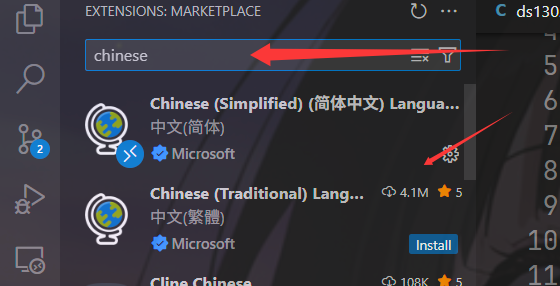 EXTENSIONS: MARKETPLACE
ds130
chinese
Chinese (Simplified) (简体中文) Langua...
中文(简体)
Microsoft
Chinese (Traditional) Lang... 4.1M 5
中文(繁體)
Microsoft Install
Cline Chinese 108K 5
2
4
5
6
7
8
9
10
11